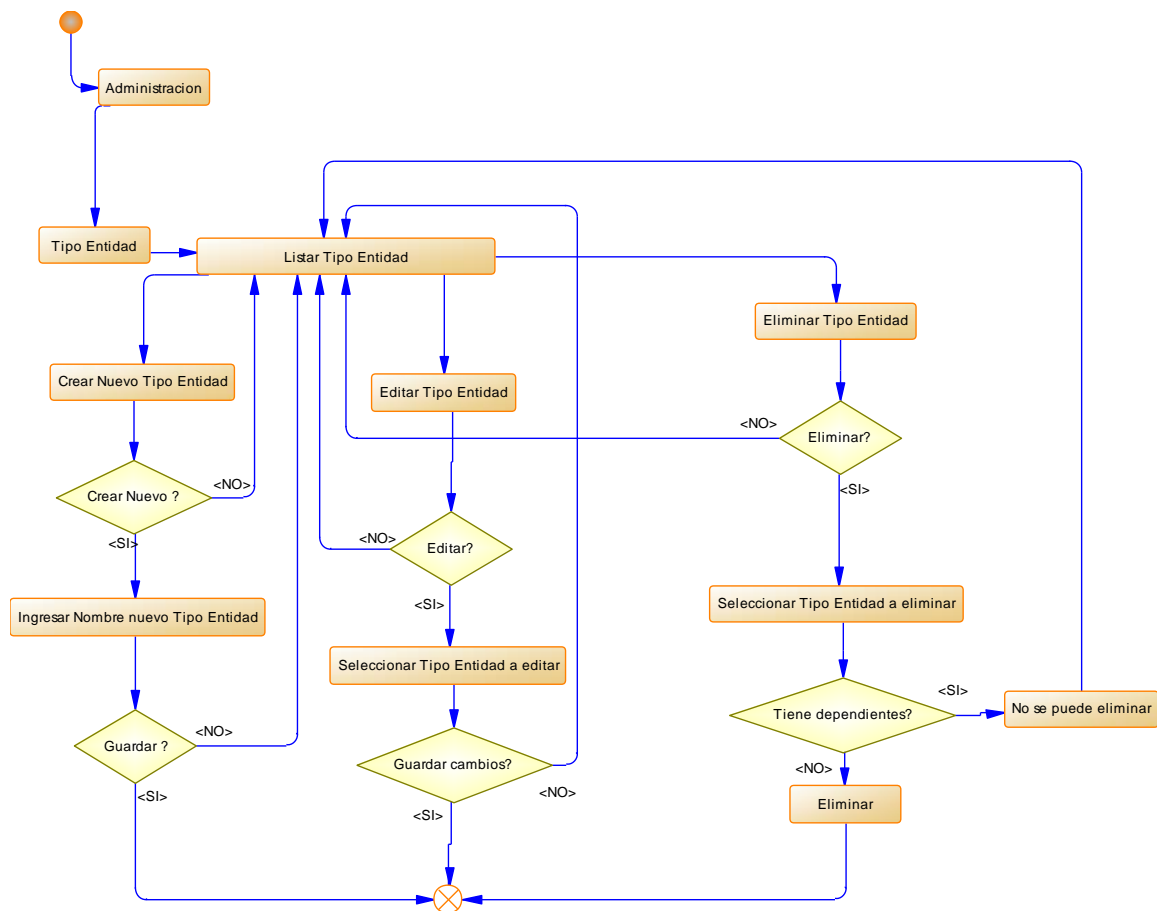 Administracion
Tipo Entidad
Listar Tipo Entidad
Eliminar Tipo Entidad
Crear Nuevo Tipo Entidad
Editar Tipo Entidad
<NO>
Eliminar?
<NO>
Crear Nuevo ?
<SI>
<SI>
<NO>
Editar?
<SI>
Ingresar Nombre nuevo Tipo Entidad
Seleccionar Tipo Entidad a eliminar
Seleccionar Tipo Entidad a editar
<SI>
Tiene dependientes?
No se puede eliminar
<NO>
Guardar ?
Guardar cambios?
<NO>
<NO>
<SI>
Eliminar
<SI>